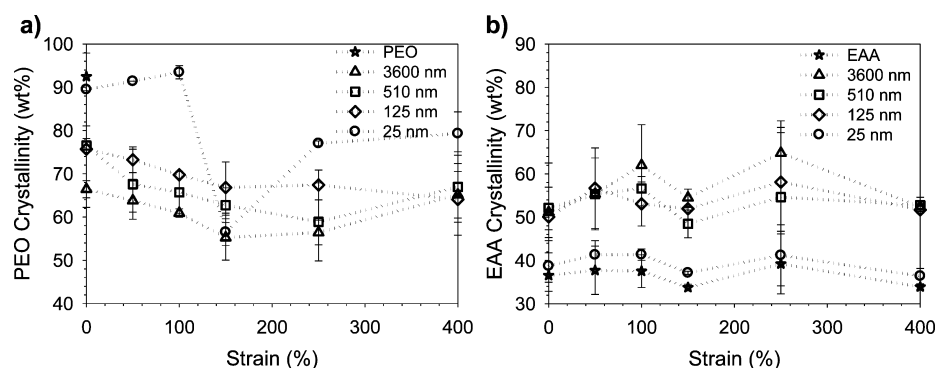 a)
PEO Crystallinity (wt%)
100
90
80
70
60
50
40
0
100
200
300
400
Strain (%)
PEO
3600 nm
510 nm
125 nm
25 nm
b)
EAA Crystallinity (wt%)
90
80
70
60
50
40
30
0
100
200
300
400
Strain (%)
EAA
3600 nm
510 nm
125 nm
25 nm